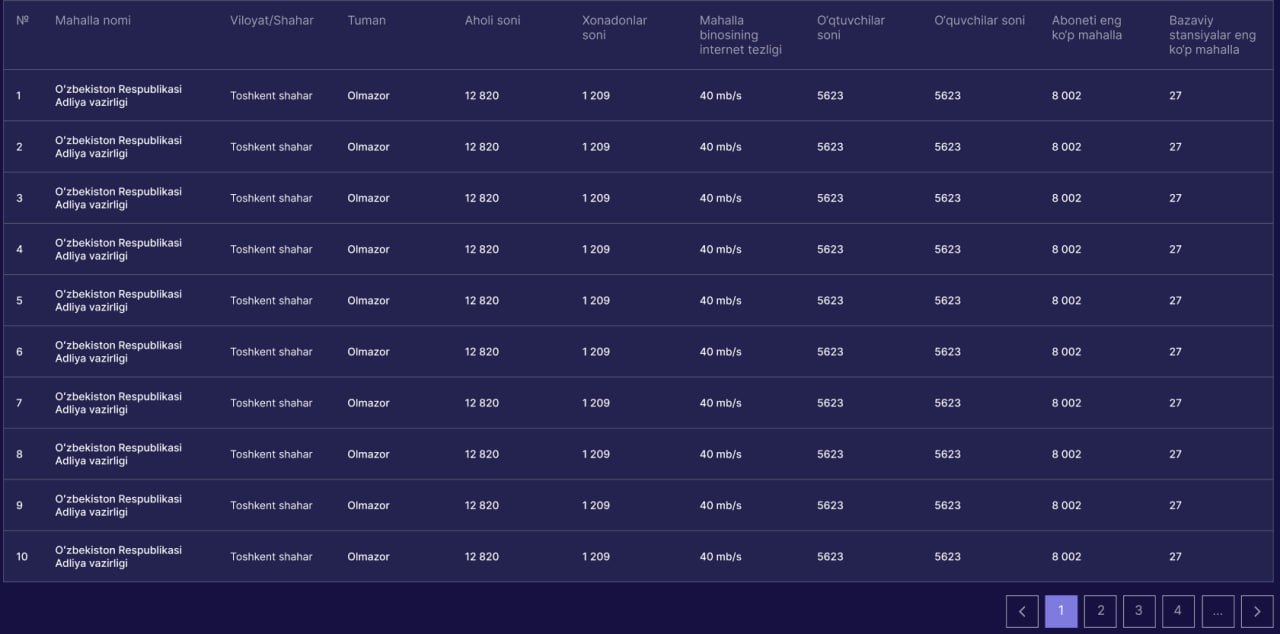 № Mahalla nomi Viloyat/Shahar Tuman Aholi soni Xonadonlar soni Mahalla binosining internet tezligi O‘qtuvchilar soni O‘quvchilar soni Aboneti eng ko‘p mahalla Bazaviy stansiyalar eng ko‘p mahalla
1 O‘zbekiston Respublikasi Adliya vazirligi Toshkent shahar Olmazor 12 820 1 209 40 mb/s 5623 5623 8 002 27
2 O‘zbekiston Respublikasi Adliya vazirligi Toshkent shahar Olmazor 12 820 1 209 40 mb/s 5623 5623 8 002 27
3 O‘zbekiston Respublikasi Adliya vazirligi Toshkent shahar Olmazor 12 820 1 209 40 mb/s 5623 5623 8 002 27
4 O‘zbekiston Respublikasi Adliya vazirligi Toshkent shahar Olmazor 12 820 1 209 40 mb/s 5623 5623 8 002 27
5 O‘zbekiston Respublikasi Adliya vazirligi Toshkent shahar Olmazor 12 820 1 209 40 mb/s 5623 5623 8 002 27
6 O‘zbekiston Respublikasi Adliya vazirligi Toshkent shahar Olmazor 12 820 1 209 40 mb/s 5623 5623 8 002 27
7 O‘zbekiston Respublikasi Adliya vazirligi Toshkent shahar Olmazor 12 820 1 209 40 mb/s 5623 5623 8 002 27
8 O‘zbekiston Respublikasi Adliya vazirligi Toshkent shahar Olmazor 12 820 1 209 40 mb/s 5623 5623 8 002 27
9 O‘zbekiston Respublikasi Adliya vazirligi Toshkent shahar Olmazor 12 820 1 209 40 mb/s 5623 5623 8 002 27
10 O‘zbekiston Respublikasi Adliya vazirligi Toshkent shahar Olmazor 12 820 1 209 40 mb/s 5623 5623 8 002 27
< 1 2 3 4 ... >